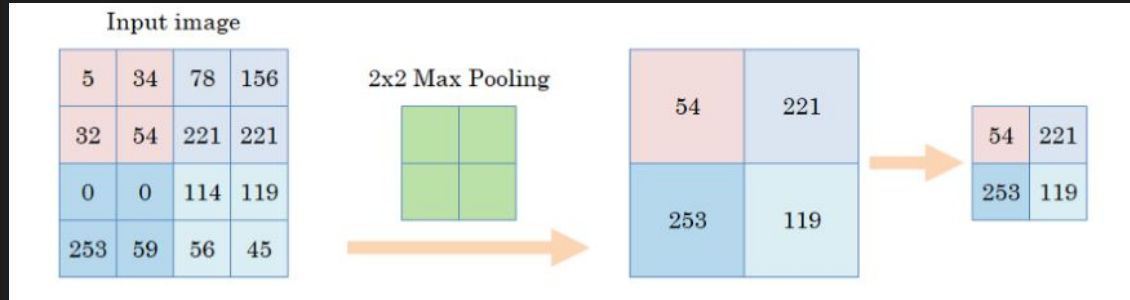 Input image
5 34 78 156
32 54 221 221
0 0 114 119
253 59 56 45
2x2 Max Pooling
54 221
253 119
54 221
253 119